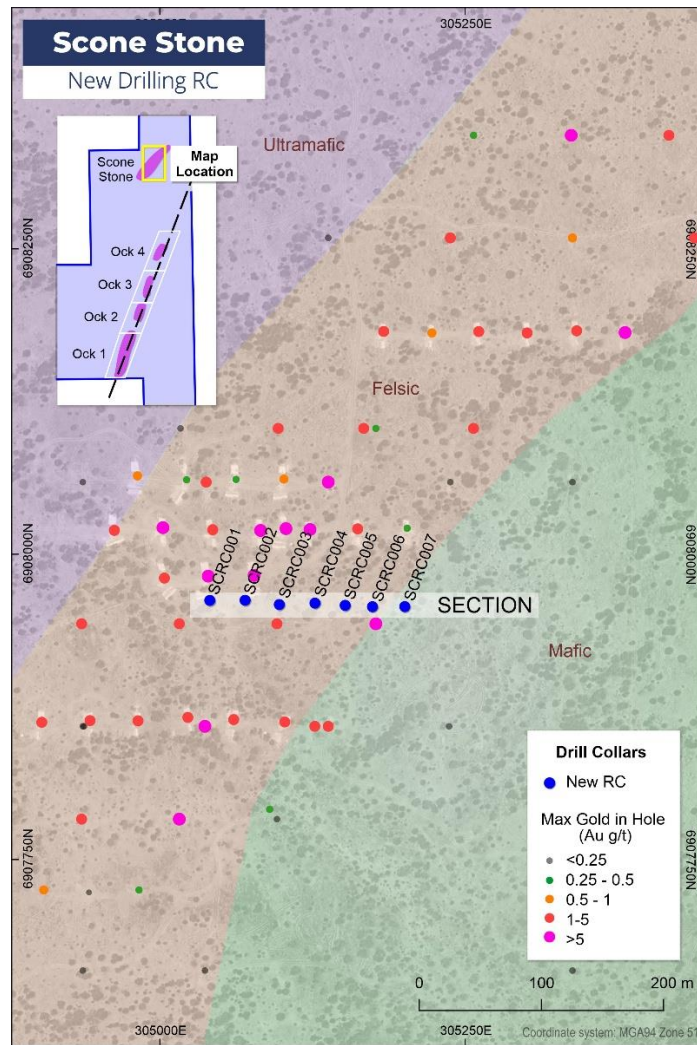 Scone Stone
New Drilling RC
305250E
Scone
Stone
Map
Location
Ock 4
Ock 3
Ock 2
Ock 1
Ultramafic
6908250N
6908250N
Felsic
SCRC001
SCRC002
SCRC003
SCRC004
SCRC005
SCRC006
SCRC007
6908000N
6908000N
SECTION
Mafic
Drill Collars
New RC
Max Gold in Hole
(Au g/t)
<0.25
0.25 - 0.5
0.5 - 1
1-5
>5
6907750N
6907750N
0 100 200 m
305000E
305250E
Coordinate system: MGA94 Zone 51